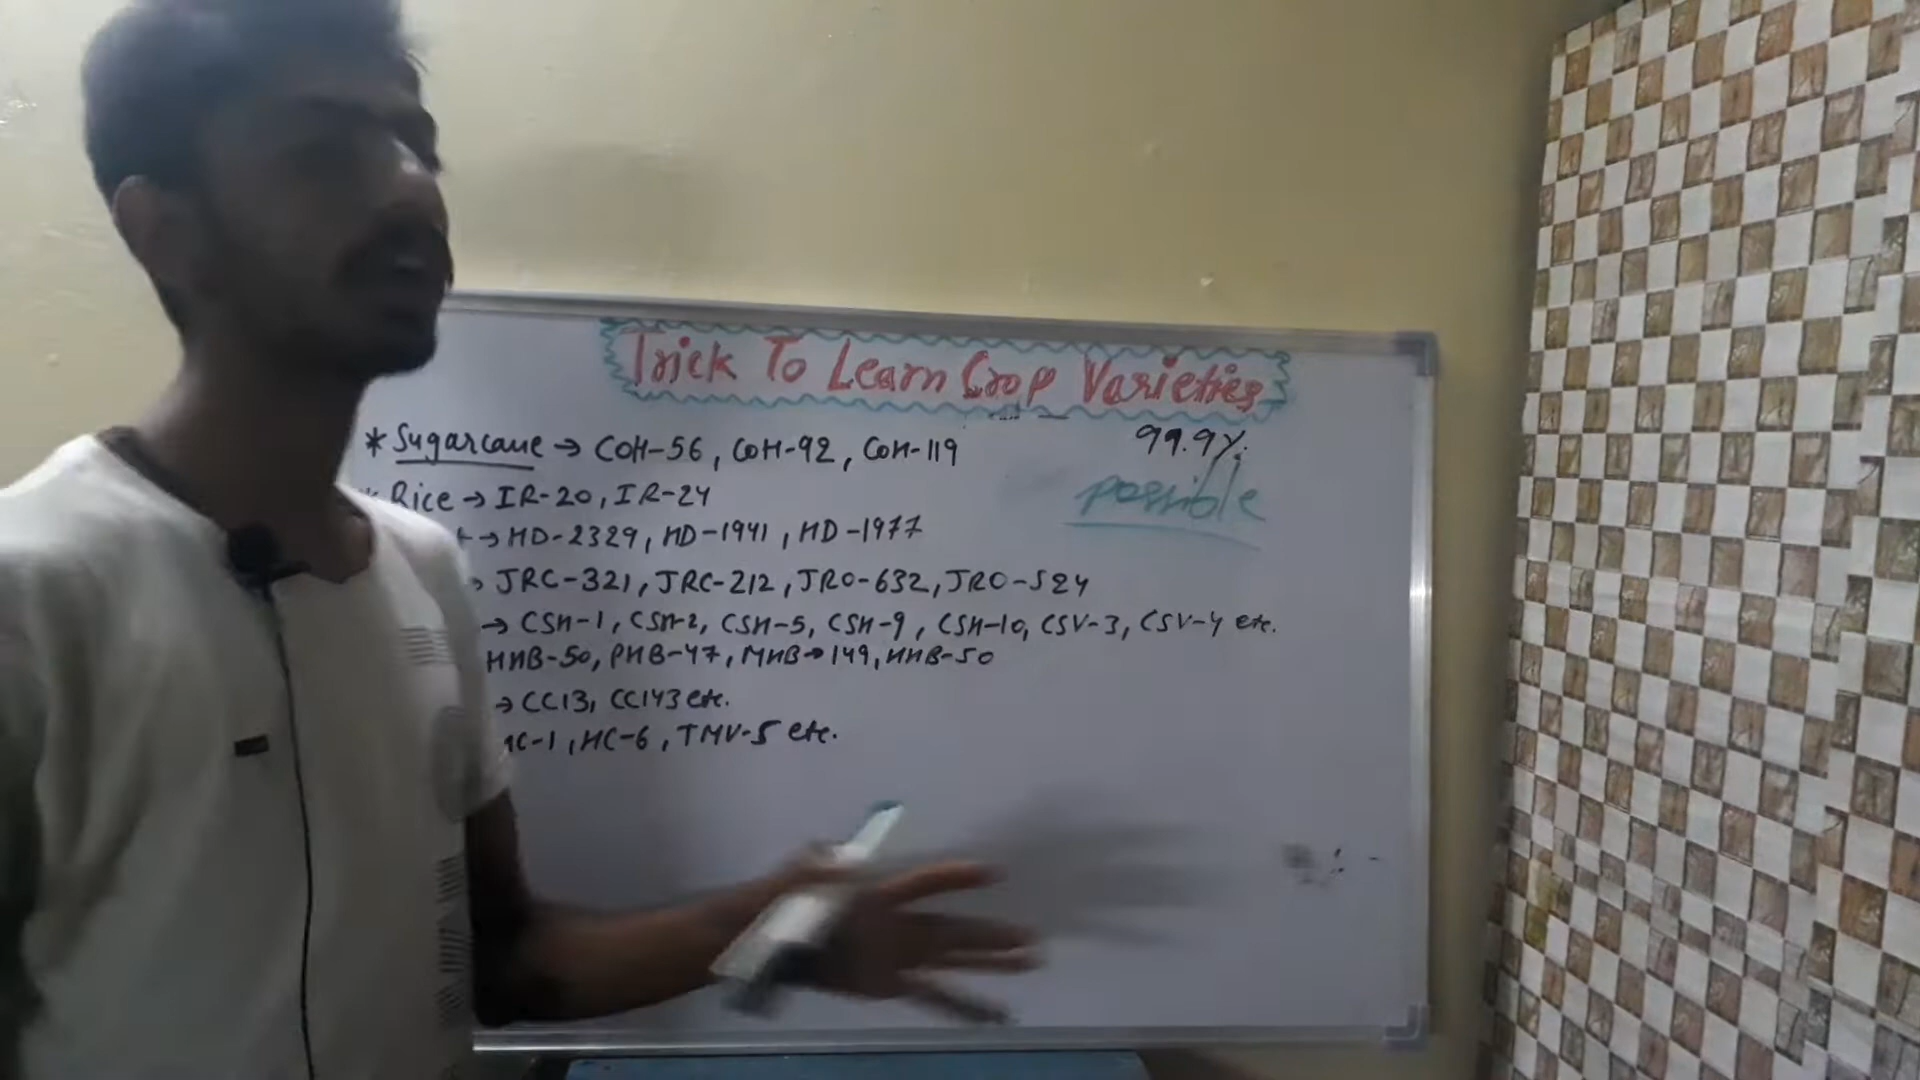 Trick To Learn Crop Varieties
* Sugarcane → COH-56, COH-92, COH-119
99.9%
possible
* Rice → IR-20, IR-24
→ HD-2329, HD-1941, HD-1977
JRC-321, JRC-212, JRO-632, JRO-524
→ CSH-1, CSH-2, CSH-5, CSH-9, CSH-10, CSV-3, CSV-4 etc.
HHB-50, PHB-47, MHB→149, HHB-50
→ CC13, CC143 etc.
C-1, HC-6, TMV-5 etc.